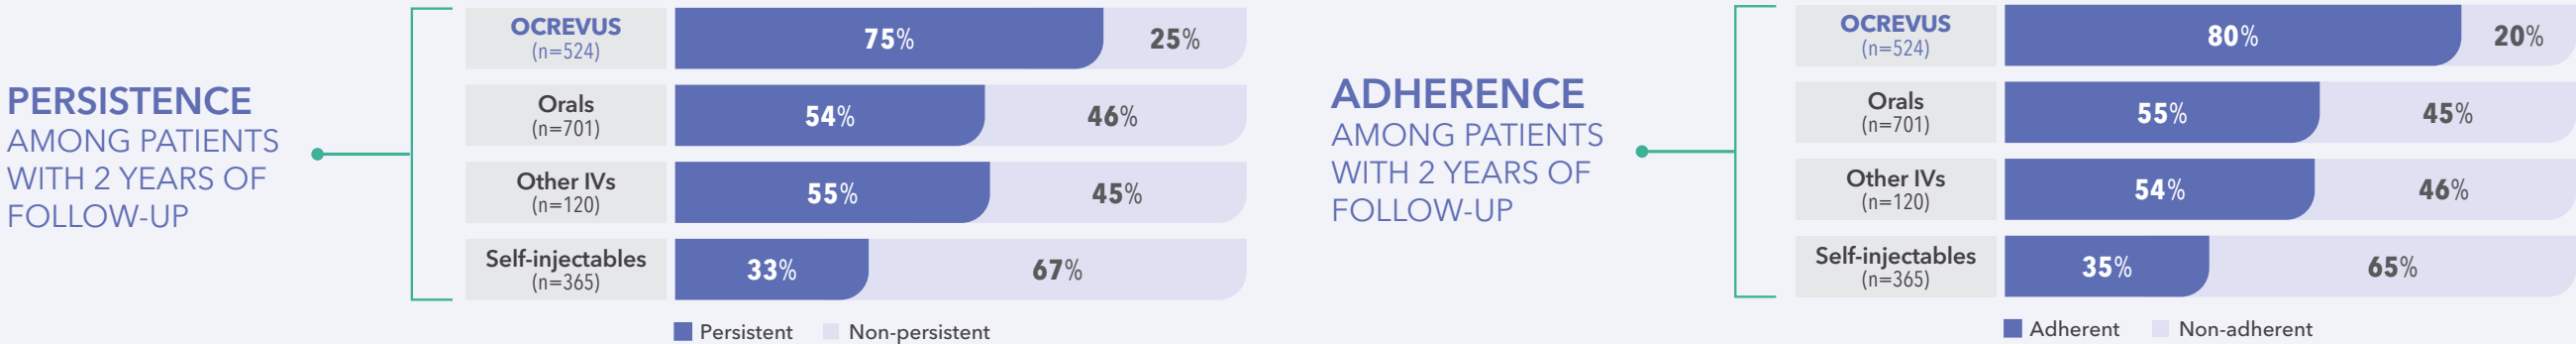 PERSISTENCE
AMONG PATIENTS
WITH 2 YEARS OF
FOLLOW-UP
OCREVUS
(n=524)
75%
25%
Orals
(n=701)
54%
46%
Other IVs
(n=120)
55%
45%
Self-injectables
(n=365)
33%
67%
Persistent
Non-persistent
ADHERENCE
AMONG PATIENTS
WITH 2 YEARS OF
FOLLOW-UP
OCREVUS
(n=524)
80%
20%
Orals
(n=701)
55%
45%
Other IVs
(n=120)
54%
46%
Self-injectables
(n=365)
35%
65%
Adherent
Non-adherent